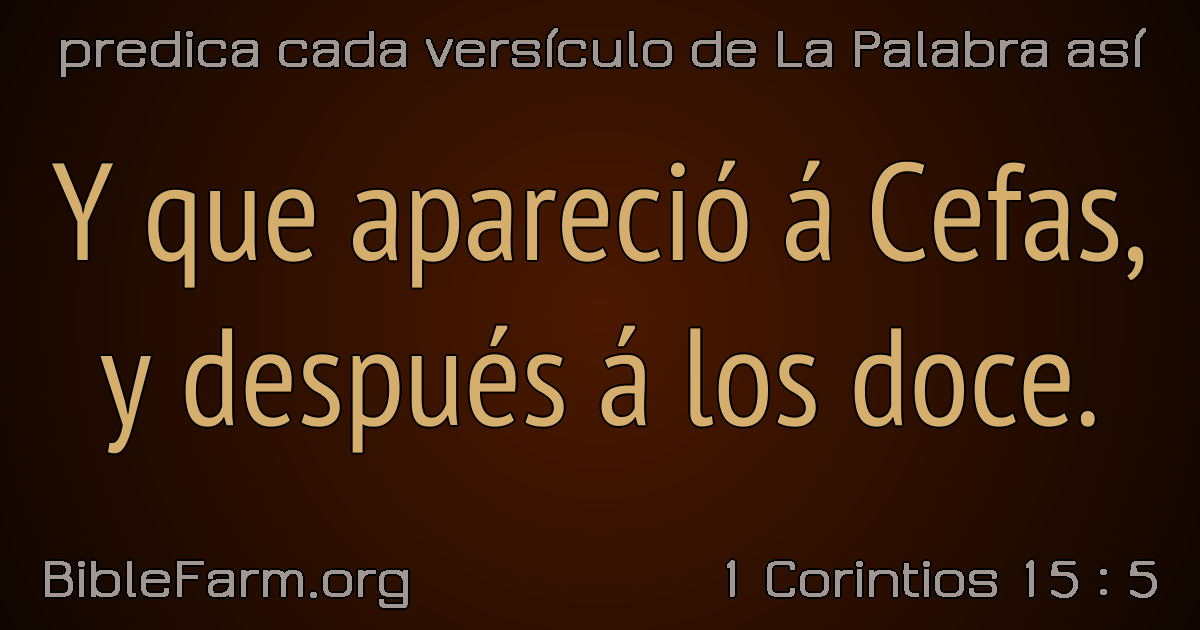 predica cada versículo de La Palabra así
Y que apareció á Cefas,
y después á los doce.
BibleFarm.org
1 Corintios 15 : 5